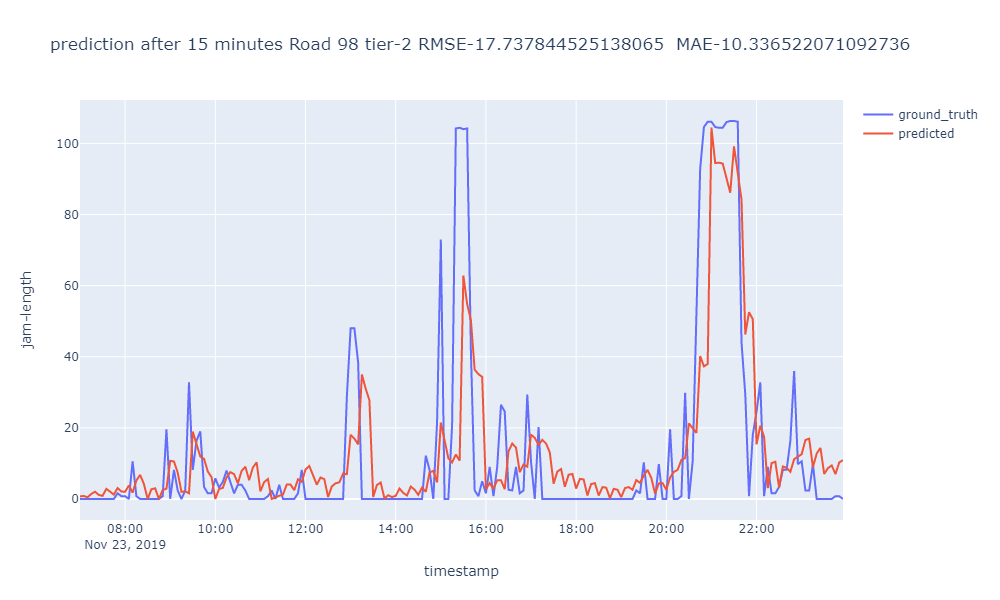 prediction after 15 minutes Road 98 tier-2 RMSE-17.737844525138065  MAE-10.336522071092736
ground_truth
predicted
100
80
60
40
20
0
jam-length
08:00 10:00 12:00 14:00 16:00 18:00 20:00 22:00
Nov 23, 2019
timestamp